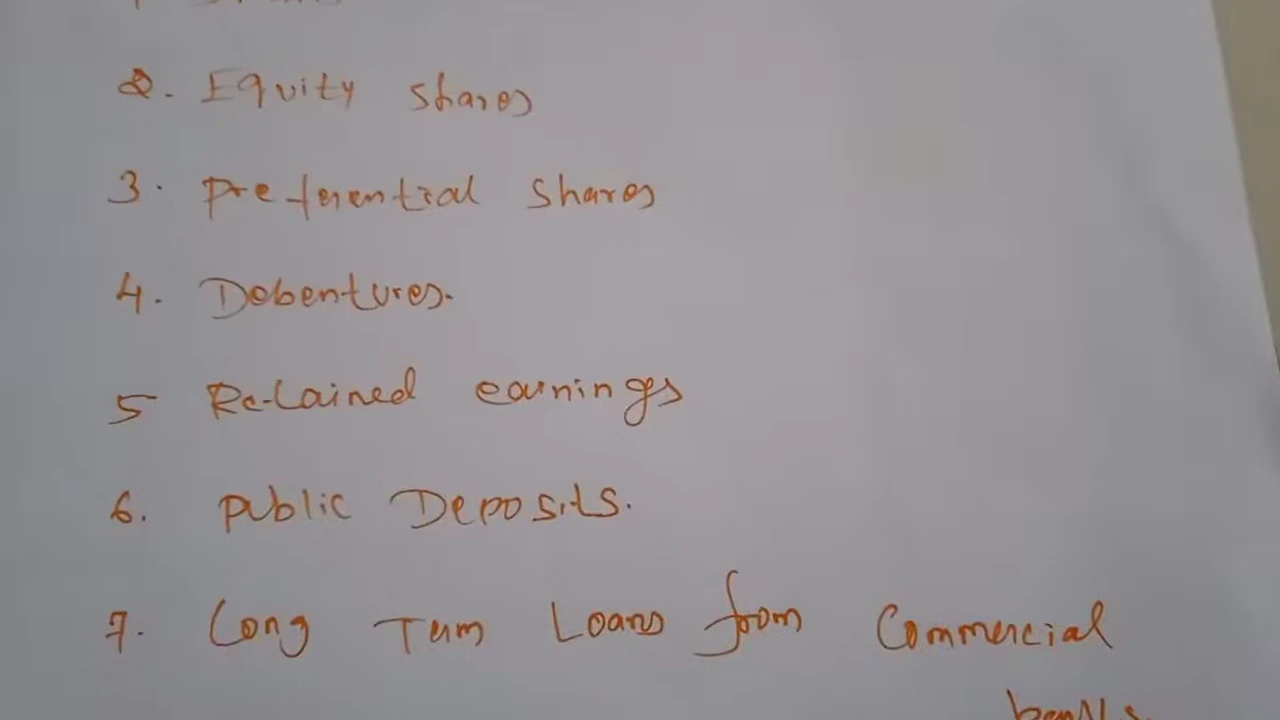 2. Equity shares
3. Preferential shares
4. Debentures.
5 Retained earnings
6. Public Deposits.
7. Long Term Loans from Commercial
banks